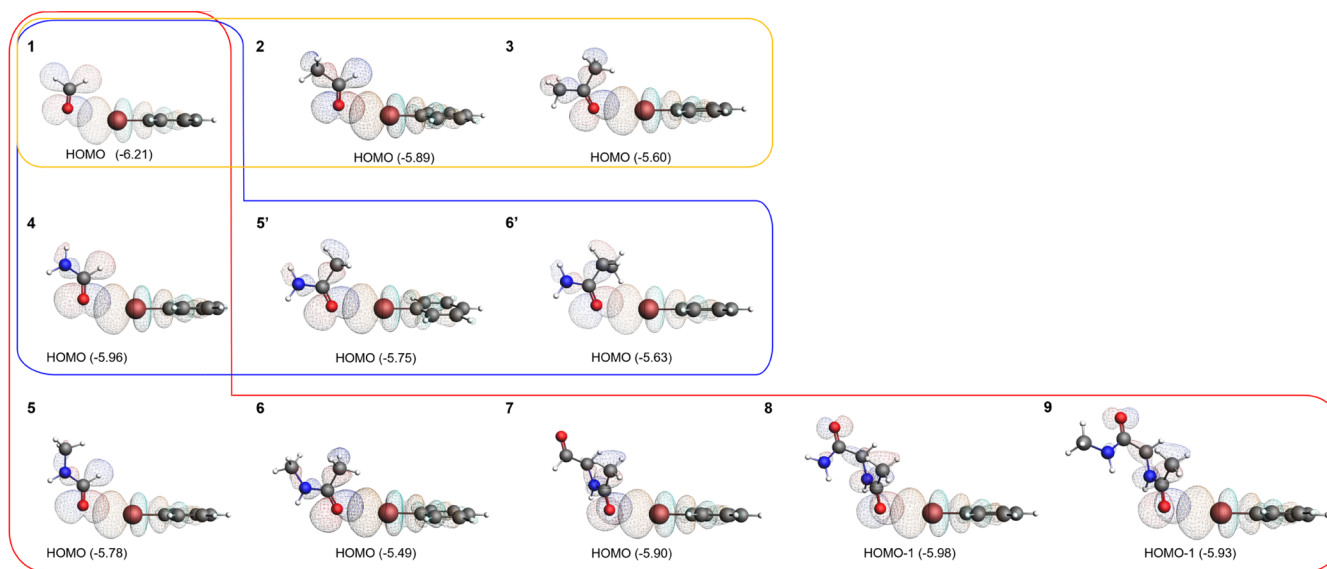 1 2 3
HOMO (-6.21) HOMO (-5.89) HOMO (-5.60)
4 5’ 6’
HOMO (-5.96) HOMO (-5.75) HOMO (-5.63)
5 6 7 8 9
HOMO (-5.78) HOMO (-5.49) HOMO (-5.90) HOMO-1 (-5.98) HOMO-1 (-5.93)